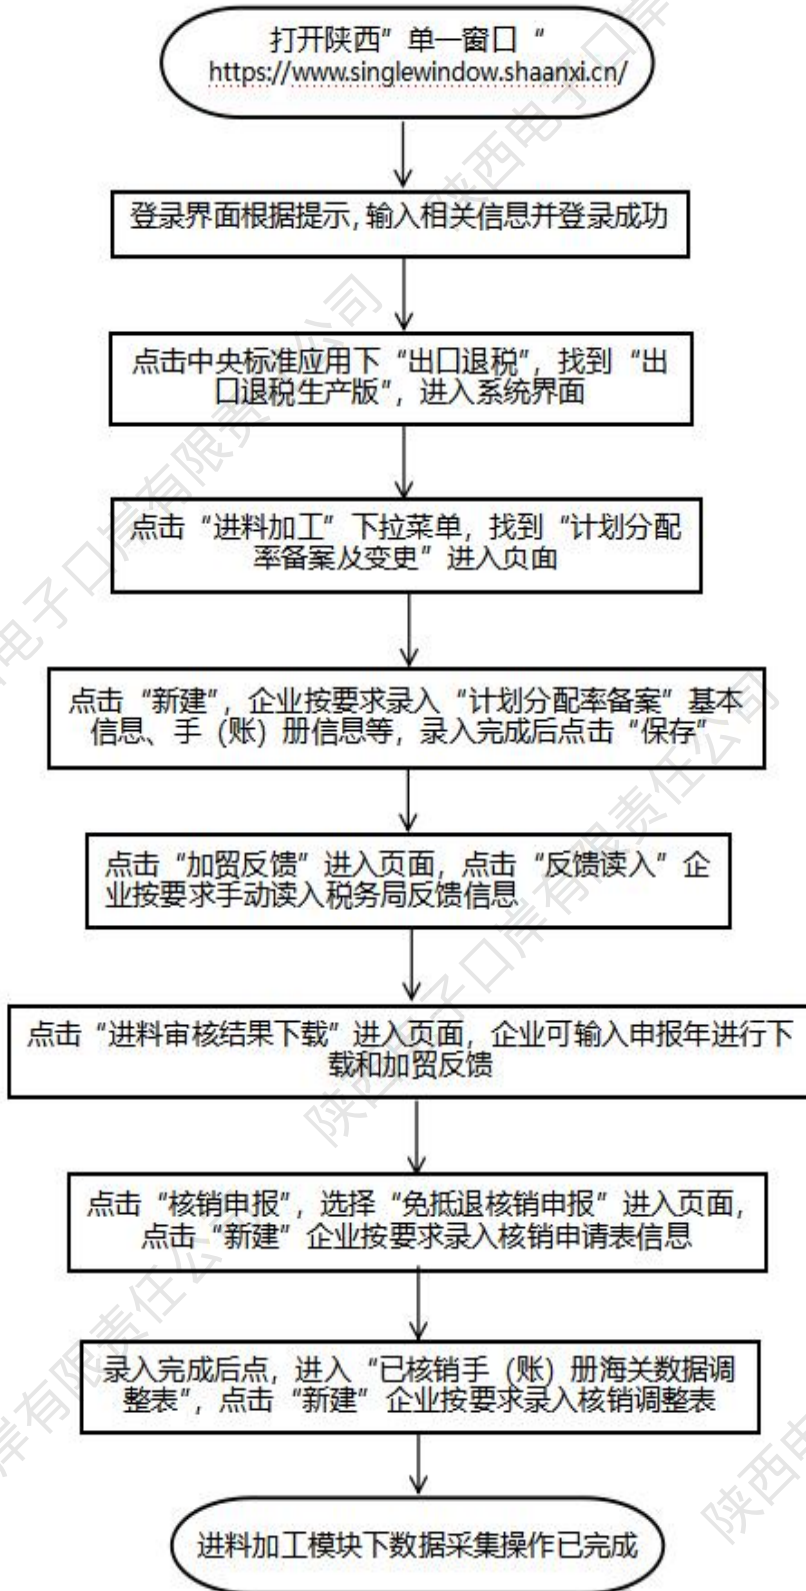 打开陕西”单一窗口“
https://www.singlewindow.shaanxi.cn/
登录界面根据提示,输入相关信息并登录成功
点击中央标准应用下“出口退税”，找到“出
口退税生产版”，进入系统界面
点击“进料加工”下拉菜单，找到“计划分配
率备案及变更”进入页面
点击“新建”，企业按要求录入“计划分配率备案”基本
信息、手（账）册信息等，录入完成后点击“保存”
点击“加贸反馈”进入页面，点击“反馈读入”企
业按要求手动读入税务局反馈信息
点击“进料审核结果下载”进入页面，企业可输入申报年进行下
载和加贸反馈
点击“核销申报”，选择“免抵退核销申报”进入页面，
点击“新建”企业按要求录入核销申请表信息
录入完成后点，进入“已核销手（账）册海关数据调
整表”，点击“新建”企业按要求录入核销调整表
进料加工模块下数据采集操作已完成
陕西电子口岸有限责任公司